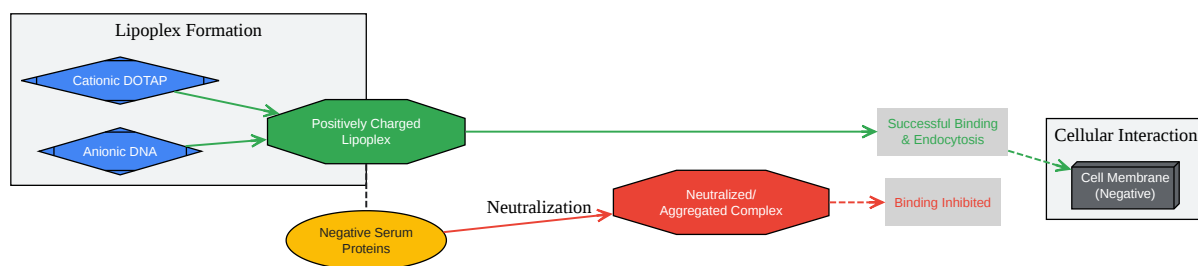 Lipoplex Formation
Cationic DOTAP
Anionic DNA
Positively Charged
Lipoplex
Negative Serum
Proteins
Neutralization
Neutralized/
Aggregated Complex
Successful Binding
& Endocytosis
Binding Inhibited
Cellular Interaction
Cell Membrane
(Negative)